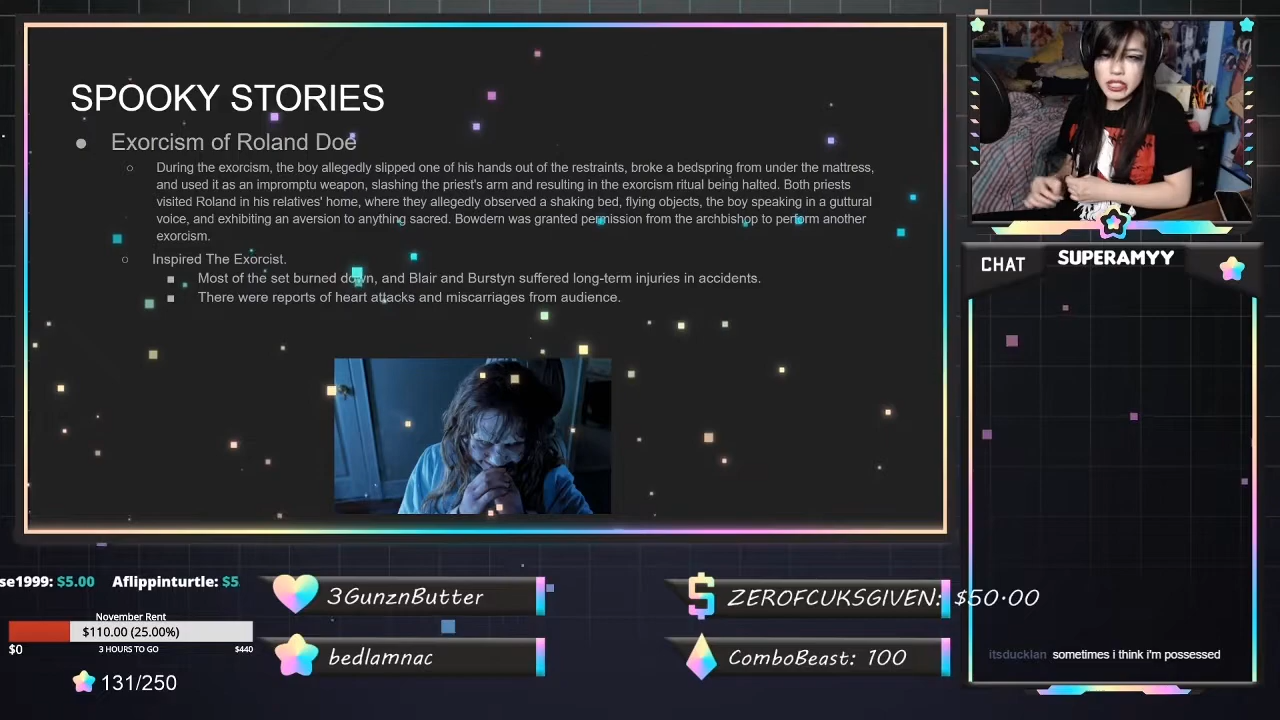 SPOOKY STORIES
Exorcism of Roland Doe
During the exorcism, the boy allegedly slipped one of his hands out of the restraints, broke a bedspring from under the mattress,
and used it as an impromptu weapon, slashing the priest's arm and resulting in the exorcism ritual being halted. Both priests
visited Roland in his relatives' home, where they allegedly observed a shaking bed, flying objects, the boy speaking in a guttural
voice, and exhibiting an aversion to anything sacred. Bowdern was granted permission from the archbishop to perform another
exorcism.
Inspired The Exorcist.
Most of the set burned down, and Blair and Burstyn suffered long-term injuries in accidents.
There were reports of heart attacks and miscarriages from audience.
CHAT
SUPERAMYY
itsducklan sometimes i think i'm possessed
se1999: $5.00 Aflippinturtle: $5
November Rent
$110.00 (25.00%)
$0 3 HOURS TO GO $440
131/250
3GunznButter
bedlamnac
ZEROFCUKSGIVEN: $50.00
ComboBeast: 100